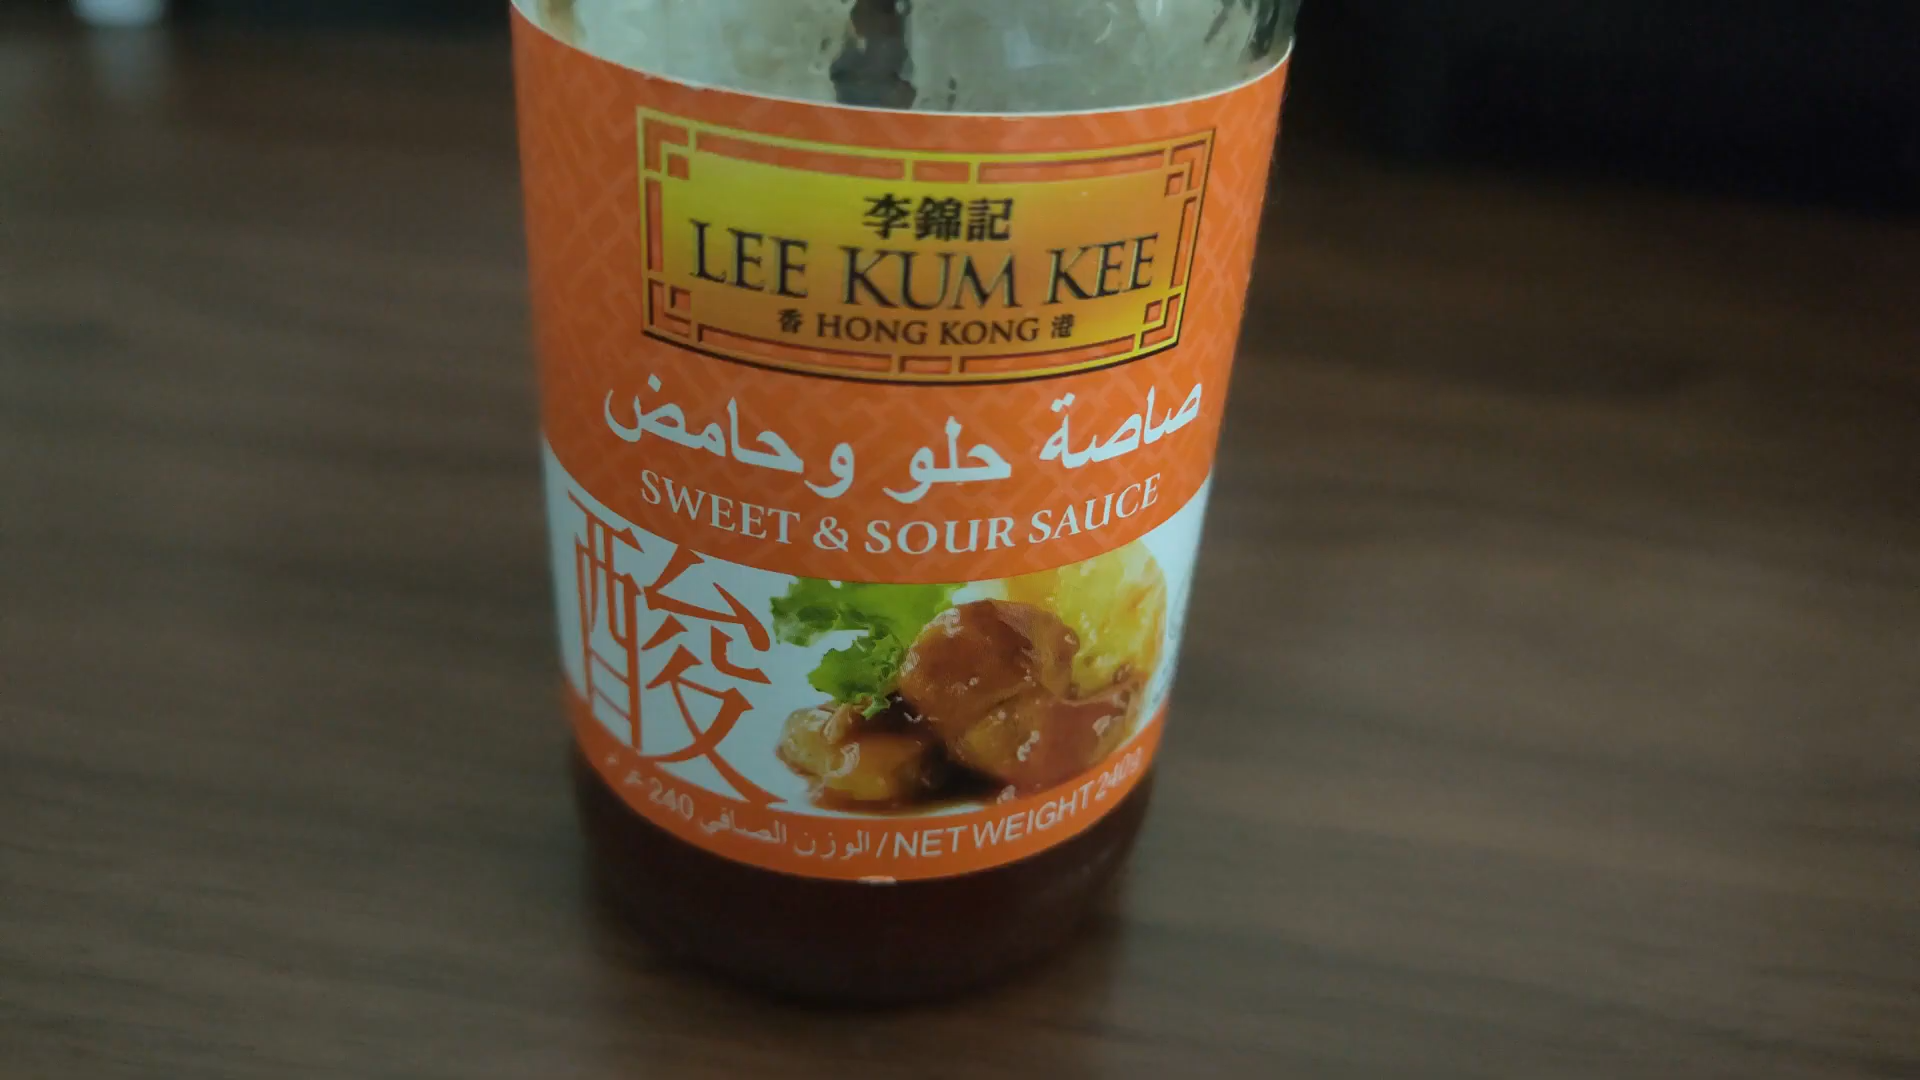 李錦記
LEE KUM KEE
香 HONG KONG 港
صاصة حلو وحامض
SWEET & SOUR SAUCE
酸
الوزن الصافي 240 غم / NET WEIGHT 240g